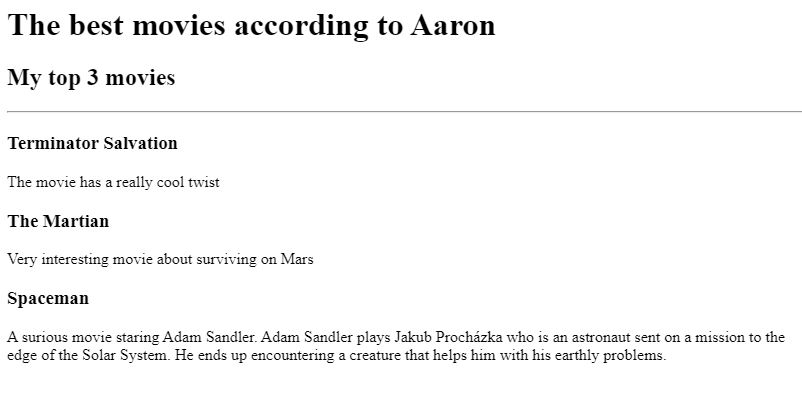 The best movies according to Aaron
My top 3 movies
Terminator Salvation
The movie has a really cool twist
The Martian
Very interesting movie about surviving on Mars
Spaceman
A surious movie staring Adam Sandler. Adam Sandler plays Jakub Procházka who is an astronaut sent on a mission to the
edge of the Solar System. He ends up encountering a creature that helps him with his earthly problems.